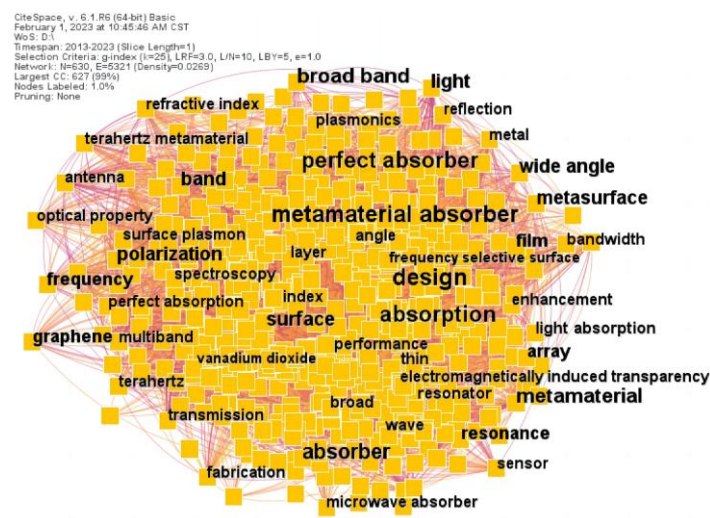 CiteSpace, v. 6.1.R6 (64-bit) Basic
February 1, 2023 at 10:45:46 AM CST
WoS: D:\
Timespan: 2013-2023 (Slice Length=1)
Selection Criteria: g-index (k=25), LRF=3.0, L/N=10, LBY=5, e=1.0
Network: N=630, E=5321 (Density=0.0269)
Largest CC: 627 (99%)
Nodes Labeled: 1.0%
Pruning: None
broad band
light
refractive index
reflection
plasmonics
terahertz metamaterial
metal
perfect absorber
wide angle
antenna
band
metasurface
optical property
metamaterial absorber
surface plasmon
angle
film
bandwidth
polarization
layer
frequency selective surface
spectroscopy
frequency
design
perfect absorption
index
enhancement
surface
absorption
light absorption
graphene
multiband
performance
array
vanadium dioxide
thin
terahertz
electromagnetically induced transparency
resonator
metamaterial
broad
transmission
wave
resonance
absorber
sensor
fabrication
microwave absorber